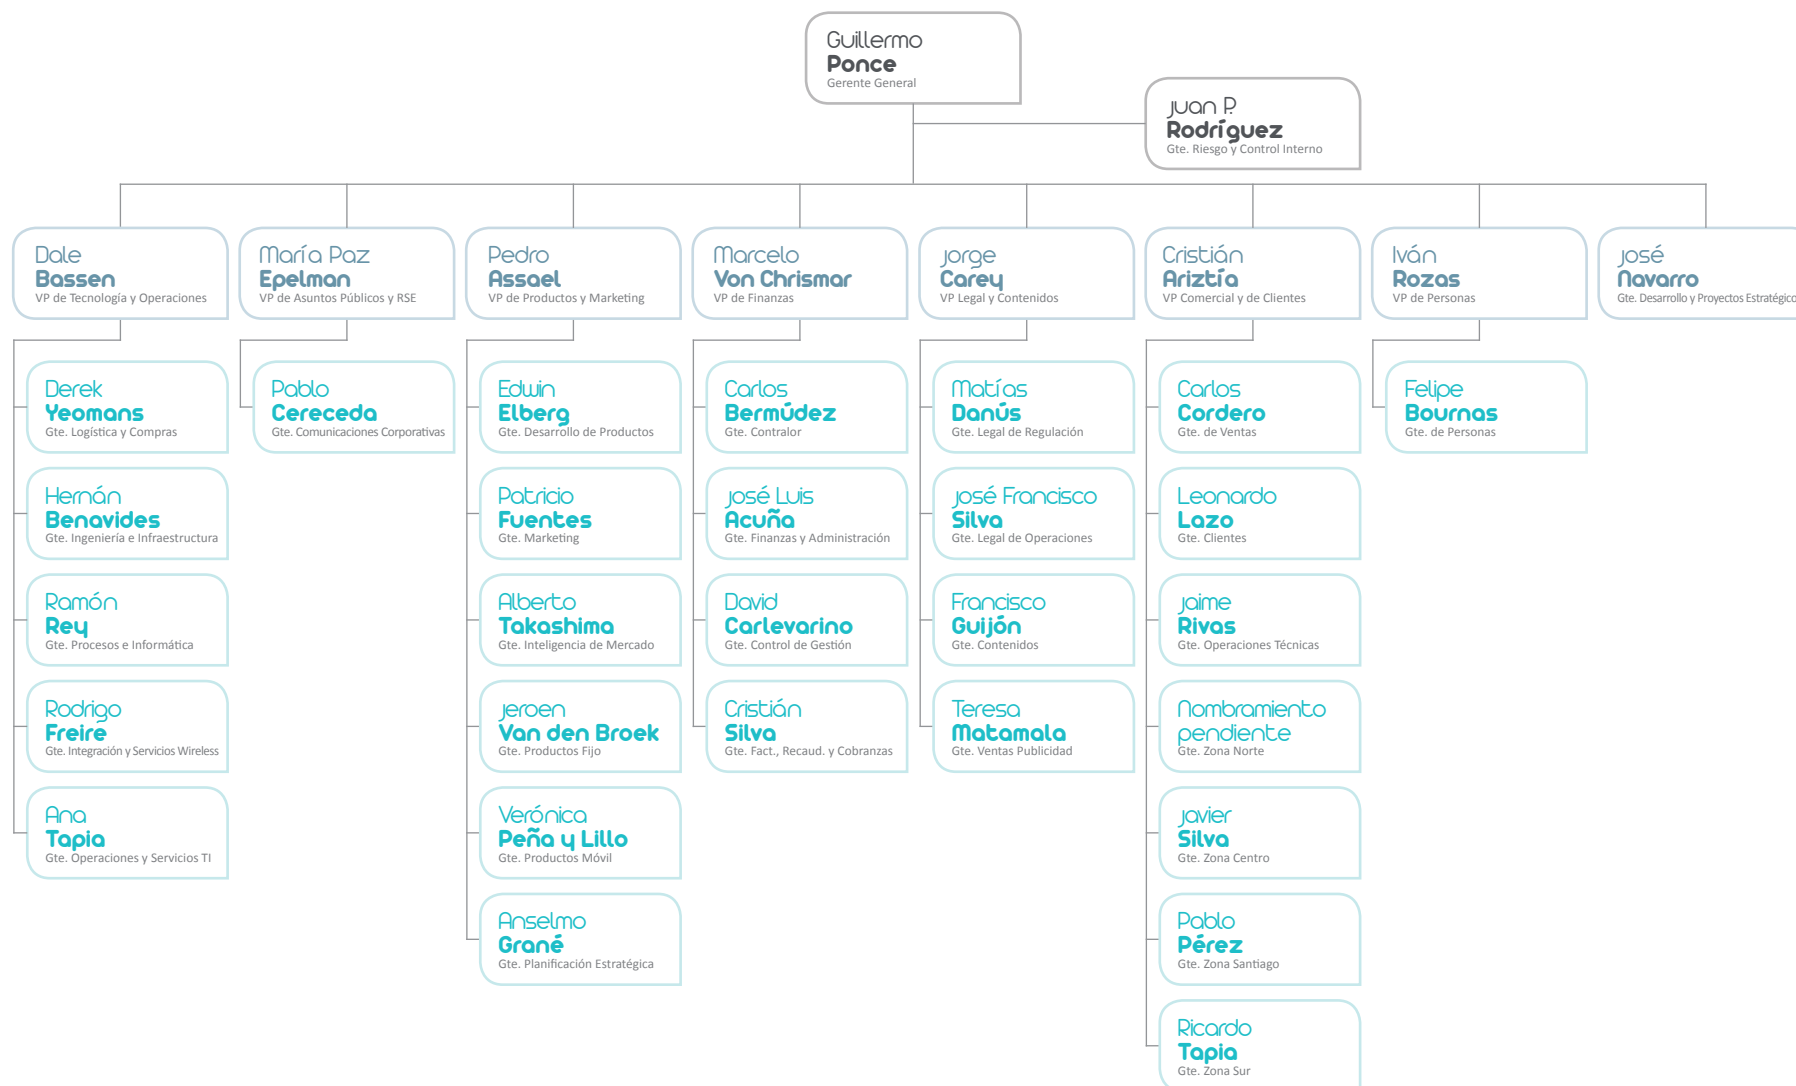 Guillermo
Ponce
Gerente General
Juan P.
Rodríguez
Gte. Riesgo y Control Interno
Dale
Bassen
VP de Tecnología y Operaciones
María Paz
Epelman
VP de Asuntos Públicos y RSE
Pedro
Assael
VP de Productos y Marketing
Marcelo
Von Chrismar
VP de Finanzas
Jorge
Carey
VP Legal y Contenidos
Cristián
Ariztía
VP Comercial y de Clientes
Iván
Rozas
VP de Personas
José
Navarro
Gte. Desarrollo y Proyectos Estratégico
Derek
Yeomans
Gte. Logística y Compras
Hernán
Benavides
Gte. Ingeniería e Infraestructura
Ramón
Rey
Gte. Procesos e Informática
Rodrigo
Freire
Gte. Integración y Servicios Wireless
Ana
Tapia
Gte. Operaciones y Servicios TI
Pablo
Cereceda
Gte. Comunicaciones Corporativas
Edwin
Elberg
Gte. Desarrollo de Productos
Patricio
Fuentes
Gte. Marketing
Alberto
Takashima
Gte. Inteligencia de Mercado
Jeroen
Van den Broek
Gte. Productos Fijo
Verónica
Peña y Lillo
Gte. Productos Móvil
Anselmo
Grané
Gte. Planificación Estratégica
Carlos
Bermúdez
Gte. Contralor
José Luis
Acuña
Gte. Finanzas y Administración
David
Carlevarino
Gte. Control de Gestión
Cristián
Silva
Gte. Fact., Recaud. y Cobranzas
Matías
Danús
Gte. Legal de Regulación
José Francisco
Silva
Gte. Legal de Operaciones
Francisco
Guijón
Gte. Contenidos
Teresa
Matamala
Gte. Ventas Publicidad
Carlos
Cordero
Gte. de Ventas
Leonardo
Lazo
Gte. Clientes
Jaime
Rivas
Gte. Operaciones Técnicas
Nombramiento
pendiente
Gte. Zona Norte
Javier
Silva
Gte. Zona Centro
Pablo
Pérez
Gte. Zona Santiago
Ricardo
Tapia
Gte. Zona Sur
Felipe
Bournas
Gte. de Personas